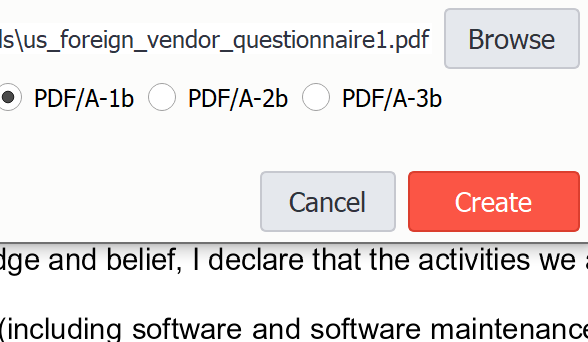 ls\us_foreign_vendor_questionnaire1.pdf Browse
PDF/A-1b PDF/A-2b PDF/A-3b
Cancel Create
dge and belief, I declare that the activities we a
(including software and software maintenance